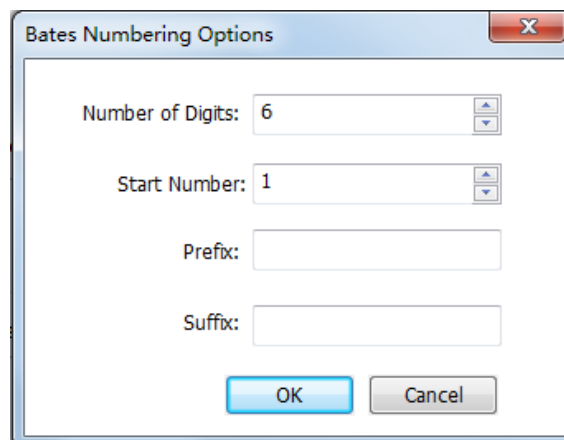 Bates Numbering Options
Number of Digits: 6
Start Number: 1
Prefix:
Suffix:
OK Cancel